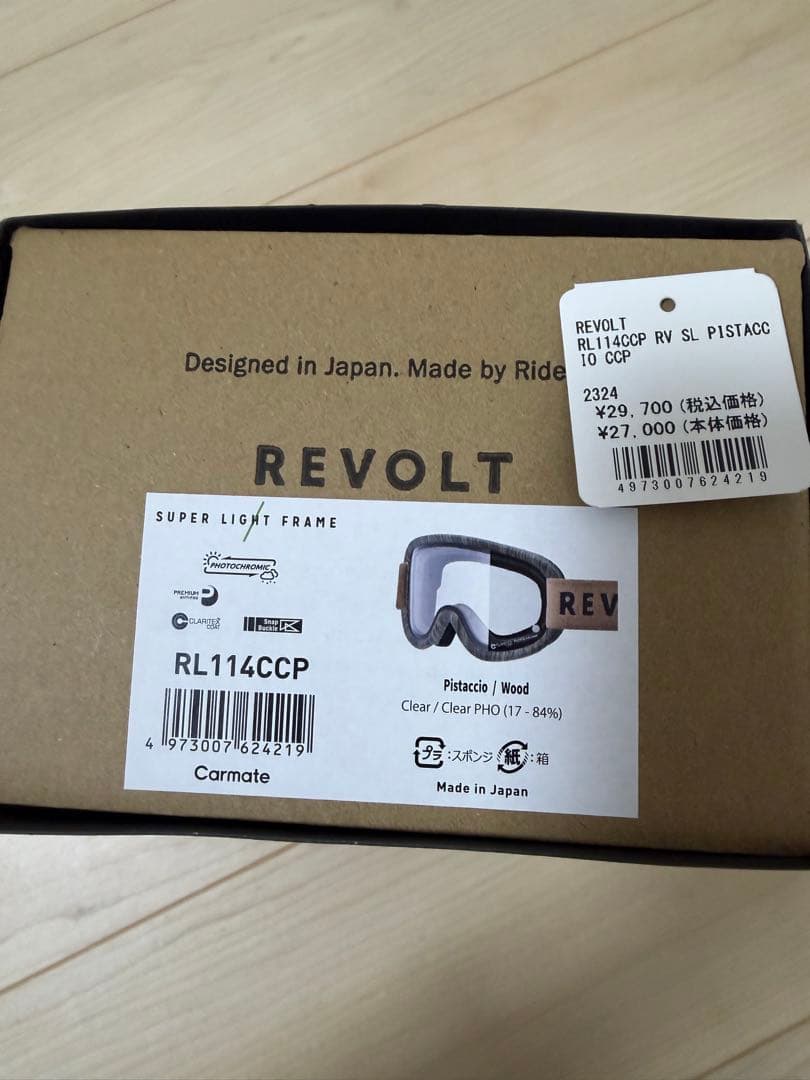 Designed in Japan. Made by Ride
REVOLT
REVOLT
RL114CCP RV SL PISTACC
IO CCP
2324
¥29,700(税込価格)
¥27,000(本体価格)
4973007624219
SUPER LIGHT FRAME
PHOTOCHROMIC
PREMIUM
ANTI-FOG
P
CLARITEX
COAT
Snap
Buckle
RL114CCP
4 973007 624219
Carmate
REV
Pistaccio / Wood
Clear / Clear PHO (17 - 84%)
プラ:スポンジ 紙:箱
Made in Japan